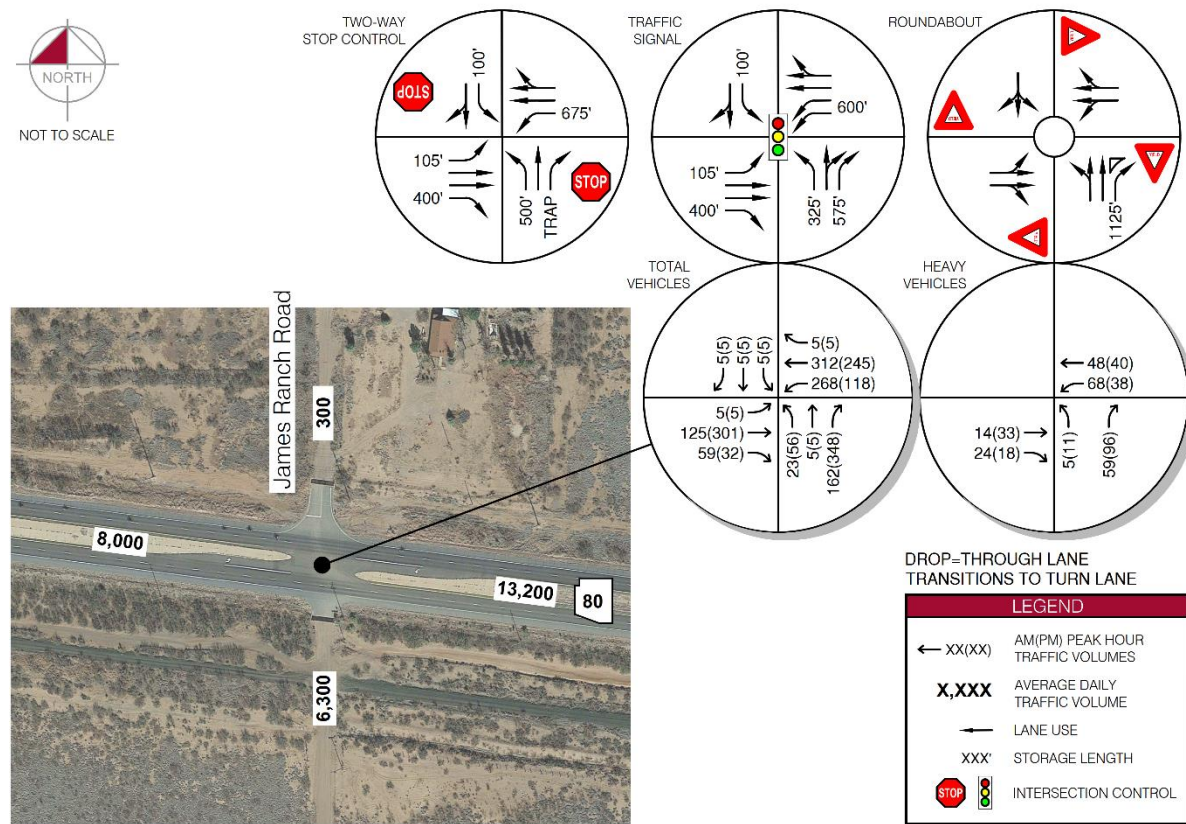 NORTH
NOT TO SCALE
TWO-WAY
STOP CONTROL
STOP
100'
675'
105'
400'
500'
TRAP
STOP
TRAFFIC
SIGNAL
100'
600'
105'
400'
325'
575'
ROUNDABOUT
1125'
TOTAL
VEHICLES
5(5)
5(5)
5(5)
5(5)
312(245)
268(118)
5(5)
125(301)
59(32)
23(56)
5(5)
162(348)
HEAVY
VEHICLES
48(40)
68(38)
14(33)
24(18)
5(11)
59(96)
James Ranch Road
300
8,000
13,200
80
6,300
DROP=THROUGH LANE
TRANSITIONS TO TURN LANE
LEGEND
XX(XX) AM(PM) PEAK HOUR
TRAFFIC VOLUMES
X,XXX AVERAGE DAILY
TRAFFIC VOLUME
LANE USE
XXX' STORAGE LENGTH
STOP INTERSECTION CONTROL